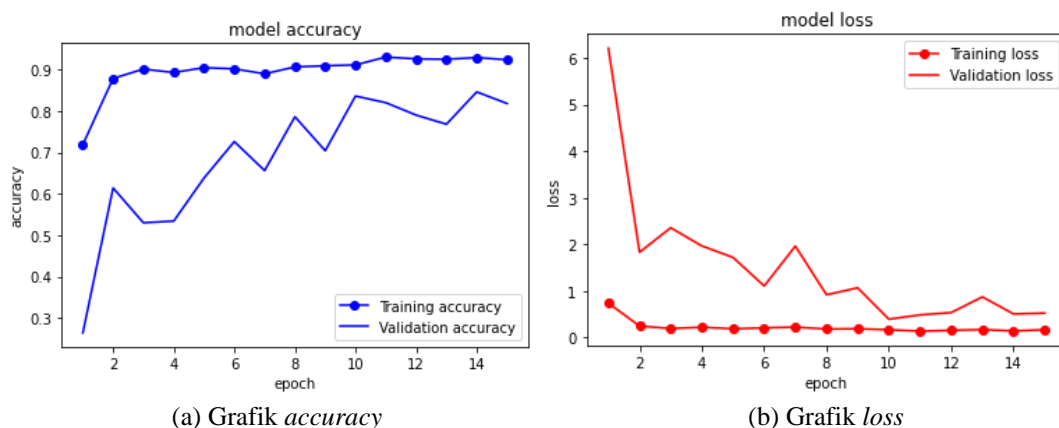 model accuracy
0.9
0.8
0.7
0.6
0.5
0.4
0.3
accuracy
Training accuracy
Validation accuracy
2 4 6 8 10 12 14
epoch
(a) Grafik accuracy
model loss
6
5
4
3
2
1
0
loss
Training loss
Validation loss
2 4 6 8 10 12 14
epoch
(b) Grafik loss